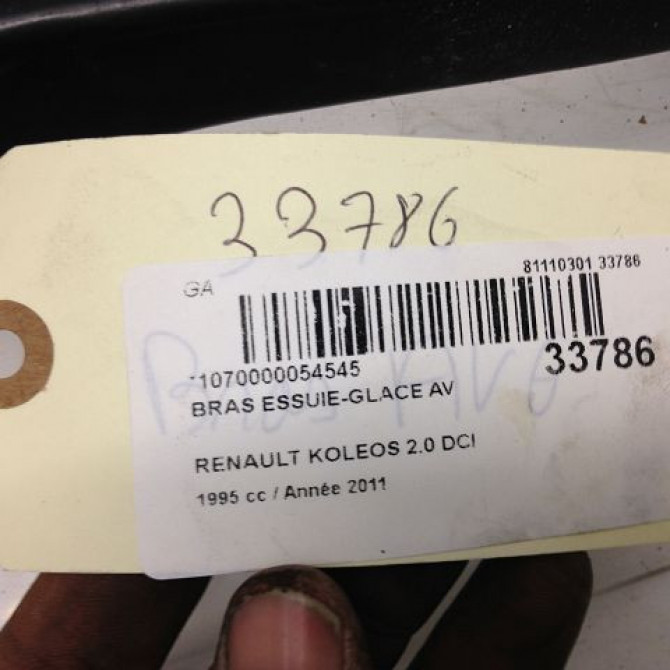 33786
GA
81110301 33786
33786
1070000054545
BRAS ESSUIE-GLACE AV
RENAULT KOLEOS 2.0 DCI
1995 cc / Année 2011